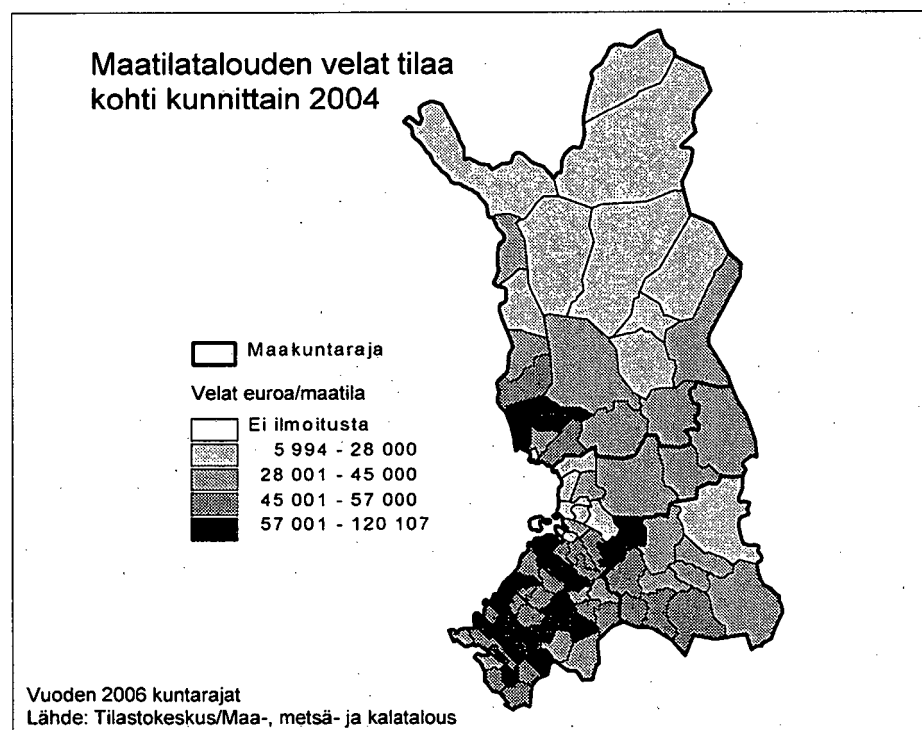 Maatilatalouden velat tilaa
kohti kunnittain 2004
Maakuntaraja
Velat euroa/maatila
Ei ilmoitusta
5 994 - 28 000
28 001 - 45 000
45 001 - 57 000
57 001 - 120 107
Vuoden 2006 kuntarajat
Lähde: Tilastokeskus/Maa-, metsä- ja kalatalous